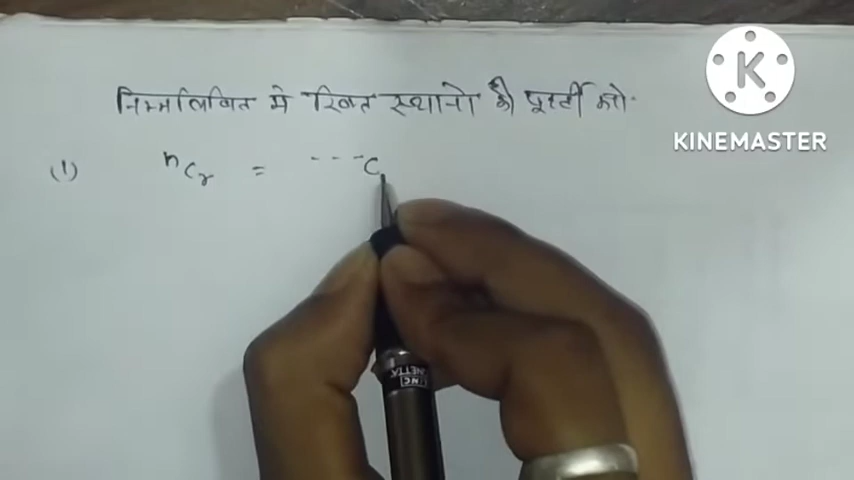 निम्नलिखित मे रिक्त स्थानो की पूर्ती करो-
(1) ⁿCᵣ = ---C
K
KINEMASTER